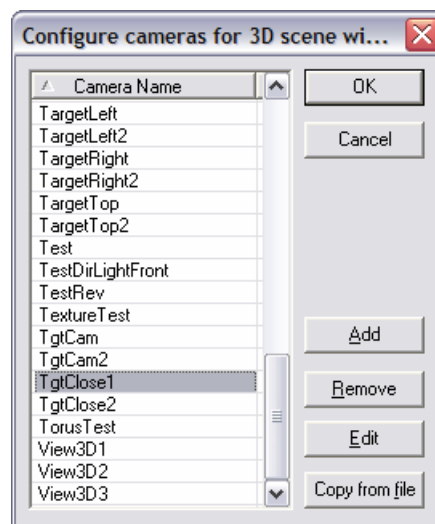 Configure cameras for 3D scene wi...
Camera Name
OK
Cancel
TargetLeft
TargetLeft2
TargetRight
TargetRight2
TargetTop
TargetTop2
Test
TestDirLightFront
TestRev
TextureTest
TgtCam
TgtCam2
TgtClose1
TgtClose2
TorusTest
View3D1
View3D2
View3D3
Add
Remove
Edit
Copy from file